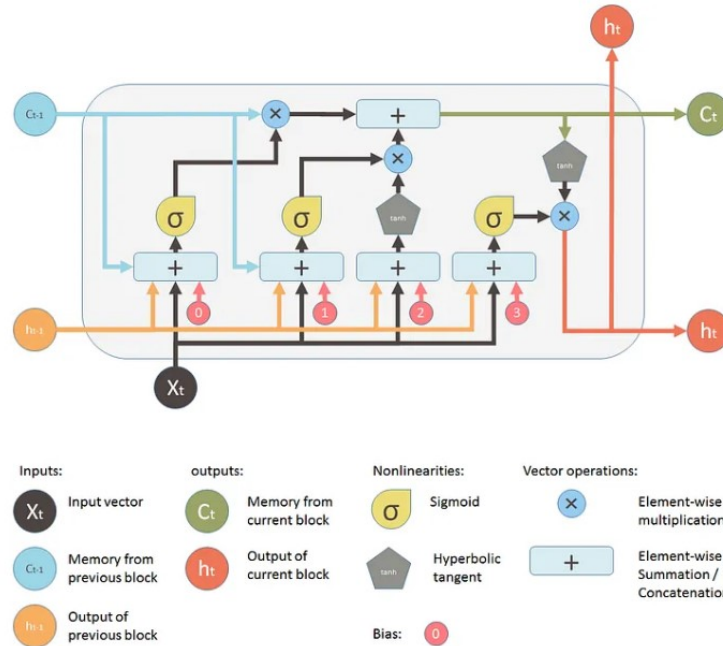 ht
Ct-1
×
+
Ct
tanh
×
σ
σ
tanh
σ
×
+
+
+
+
ht-1
0
1
2
3
ht
Xt
Inputs:
outputs:
Nonlinearities:
Vector operations:
Xt
Input vector
Ct
Memory from
current block
σ
Sigmoid
×
Element-wise
multiplication
Ct-1
Memory from
previous block
ht
Output of
current block
tanh
Hyperbolic
tangent
+
Element-wise
Summation /
Concatenation
ht-1
Output of
previous block
Bias:
0